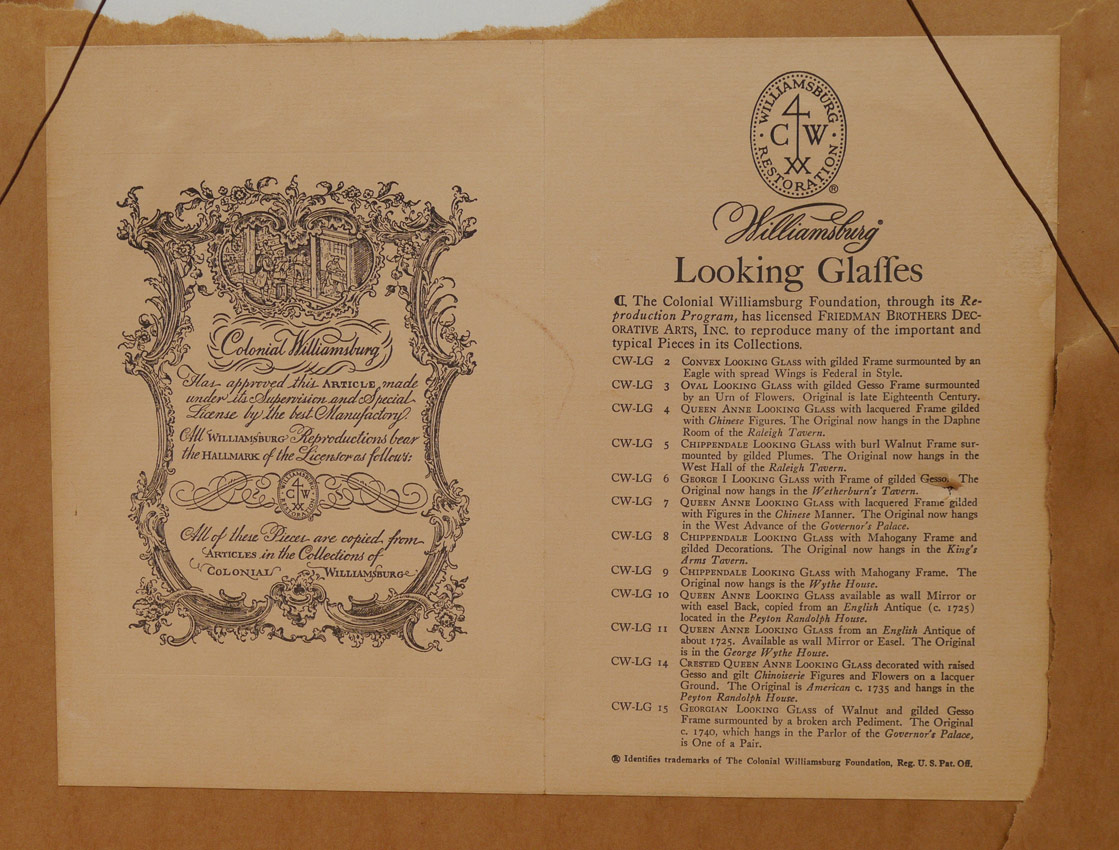 Colonial Williamsburg
Has approved this ARTICLE made
under its Supervision and Special
License by the best Manufactory
All WILLIAMSBURG Reproductions bear
the HALLMARK of the Licensor as follows:
WILLIAMSBURG
C W
RESTORATION
All of these Pieces are copied from
ARTICLES in the Collections of
COLONIAL WILLIAMSBURG
WILLIAMSBURG
C W
RESTORATION
®
Williamsburg®
Looking Glaſſes
¶, The Colonial Williamsburg Foundation, through its Re-
production Program, has licensed FRIEDMAN BROTHERS DEC-
ORATIVE ARTS, INC. to reproduce many of the important and
typical Pieces in its Collections.
CW-LG 2 CONVEX LOOKING GLASS with gilded Frame surmounted by an
Eagle with spread Wings is Federal in Style.
CW-LG 3 OVAL LOOKING GLASS with gilded Gesso Frame surmounted
by an Urn of Flowers. Original is late Eighteenth Century.
CW-LG 4 QUEEN ANNE LOOKING GLASS with lacquered Frame gilded
with Chinese Figures. The Original now hangs in the Daphne
Room of the Raleigh Tavern.
CW-LG 5 CHIPPENDALE LOOKING GLASS with burl Walnut Frame sur-
mounted by gilded Plumes. The Original now hangs in the
West Hall of the Raleigh Tavern.
CW-LG 6 GEORGE I LOOKING GLASS with Frame of gilded Gesso. The
Original now hangs in the Wetherburn's Tavern.
CW-LG 7 QUEEN ANNE LOOKING GLASS with lacquered Frame gilded
with Figures in the Chinese Manner. The Original now hangs
in the West Advance of the Governor's Palace.
CW-LG 8 CHIPPENDALE LOOKING GLASS with Mahogany Frame and
gilded Decorations. The Original now hangs in the King's
Arms Tavern.
CW-LG 9 CHIPPENDALE LOOKING GLASS with Mahogany Frame. The
Original now hangs is the Wythe House.
CW-LG 10 QUEEN ANNE LOOKING GLASS available as wall Mirror or
with easel Back, copied from an English Antique (c. 1725)
located in the Peyton Randolph House.
CW-LG 11 QUEEN ANNE LOOKING GLASS from an English Antique of
about 1725. Available as wall Mirror or Easel. The Original
is in the George Wythe House.
CW-LG 14 CRESTED QUEEN ANNE LOOKING GLASS decorated with raised
Gesso and gilt Chinoiserie Figures and Flowers on a lacquer
Ground. The Original is American c. 1735 and hangs in the
Peyton Randolph House.
CW-LG 15 GEORGIAN LOOKING GLASS of Walnut and gilded Gesso
Frame surmounted by a broken arch Pediment. The Original
c. 1740, which hangs in the Parlor of the Governor's Palace,
is One of a Pair.
® Identifies trademarks of The Colonial Williamsburg Foundation, Reg. U. S. Pat. Off.